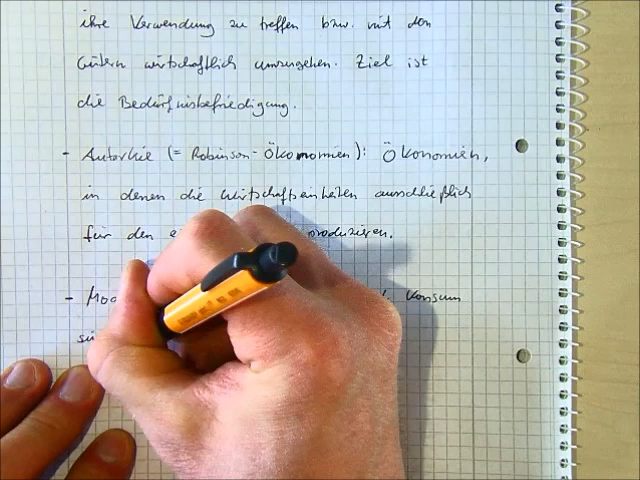 ihre Verwendung zu treffen bzw. mit den
Gütern wirtschaftlich umzugehen. Ziel ist
die Bedürfnisbefriedigung.
- Autarkie (= Robinson-Ökonomien): Ökonomien,
in denen die Wirtschaftseinheiten ausschließlich
für den produzieren.
- Konsum